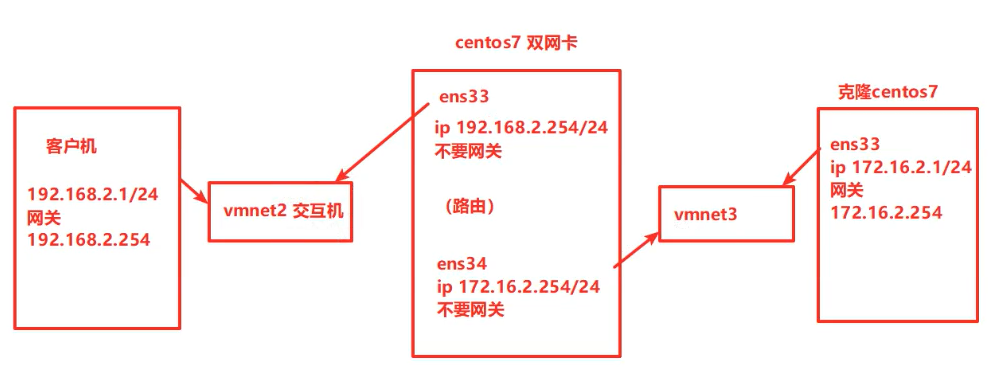 客户机
192.168.2.1/24
网关
192.168.2.254
vmnet2 交互机
centos7 双网卡
ens33
ip 192.168.2.254/24
不要网关
（路由）
ens34
ip 172.16.2.254/24
不要网关
vmnet3
克隆centos7
ens33
ip 172.16.2.1/24
网关
172.16.2.254